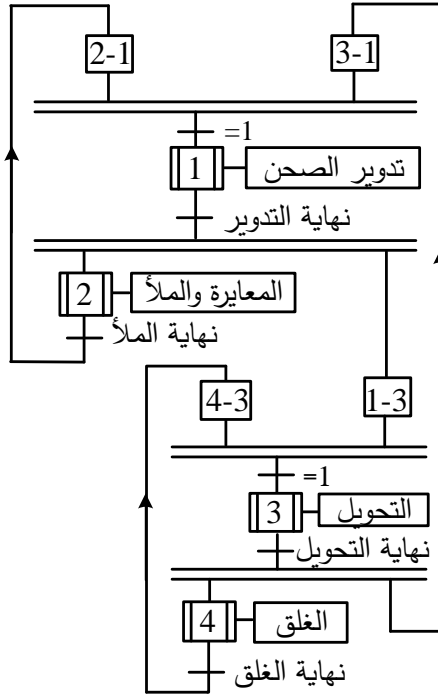 2-1
3-1
=1
1
تدوير الصحن
نهاية التدوير
2
المعايرة والملأ
نهاية الملأ
4-3
1-3
=1
3
التحويل
نهاية التحويل
4
الغلق
نهاية الغلق